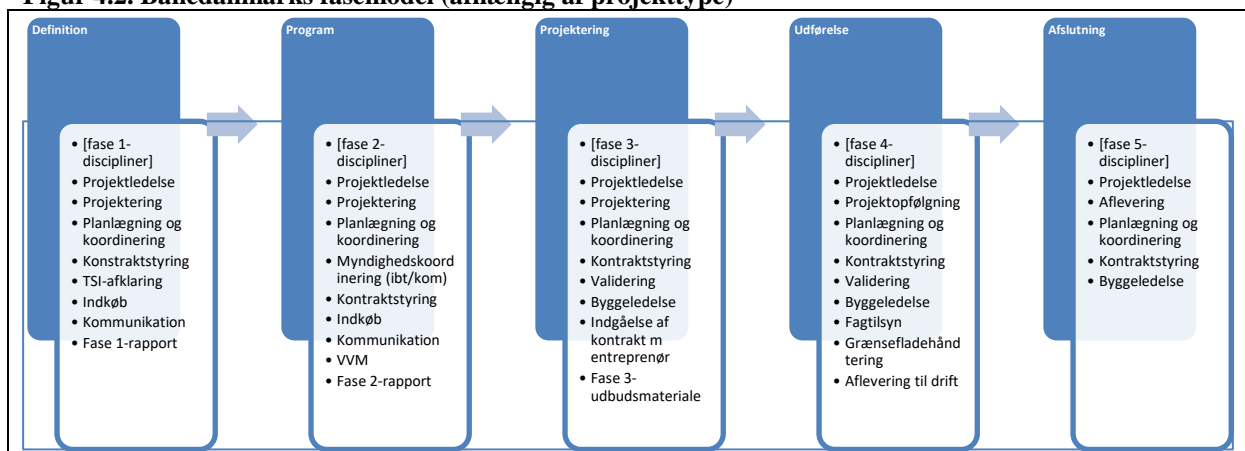 Figur 4.2. Banedanmarks fasemodel (afhængig af projekttype)
Definition
• [fase 1-
discipliner]
• Projektledelse
• Projektering
• Planlægning og
koordinering
• Konstraktstyring
• TSI-afklaring
• Indkøb
• Kommunikation
• Fase 1-rapport
Program
• [fase 2-
discipliner]
• Projektledelse
• Projektering
• Planlægning og
koordinering
• Myndighedskoord
inering (ibt/kom)
• Kontraktstyring
• Indkøb
• Kommunikation
• VVM
• Fase 2-rapport
Projektering
• [fase 3-
discipliner]
• Projektledelse
• Projektering
• Planlægning og
koordinering
• Kontraktstyring
• Validering
• Byggeledelse
• Indgåelse af
kontrakt m
entreprenør
• Fase 3-
udbudsmateriale
Udførelse
• [fase 4-
discipliner]
• Projektledelse
• Projektopfølgning
• Planlægning og
koordinering
• Kontraktstyring
• Validering
• Byggeledelse
• Fagtilsyn
• Grænsefladehånd
tering
• Aflevering til drift
Afslutning
• [fase 5-
discipliner]
• Projektledelse
• Aflevering
• Planlægning og
koordinering
• Kontraktstyring
• Byggeledelse